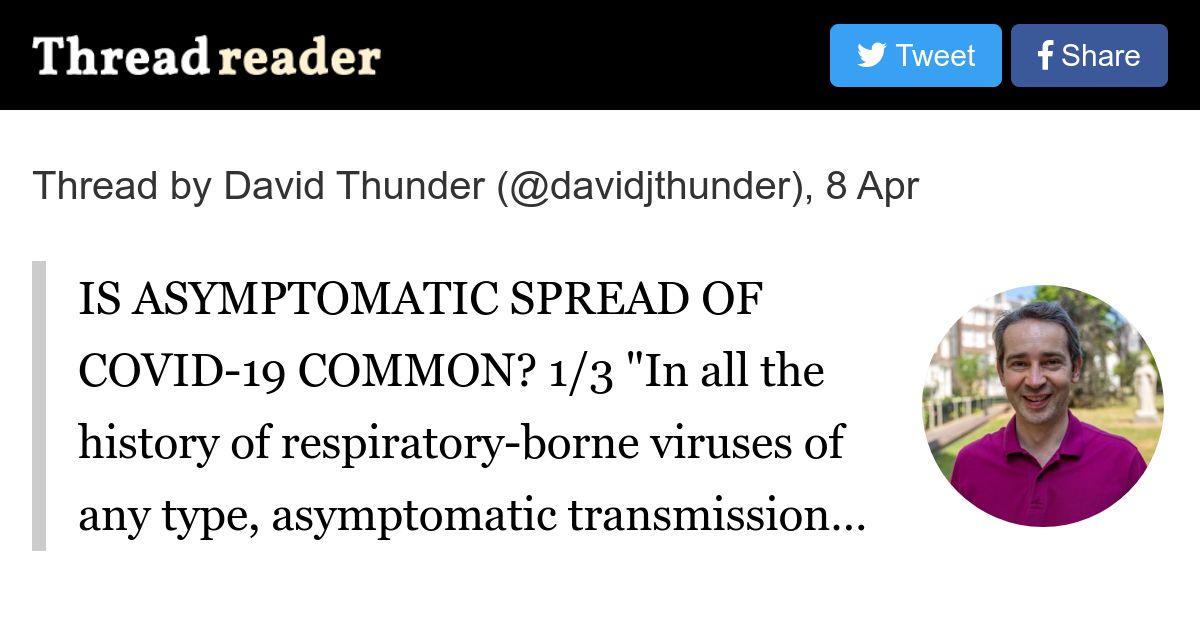 Thread reader
Tweet
Share
Thread by David Thunder (@davidjthunder), 8 Apr
IS ASYMPTOMATIC SPREAD OF
COVID-19 COMMON? 1/3 "In all the
history of respiratory-borne viruses of
any type, asymptomatic transmission...